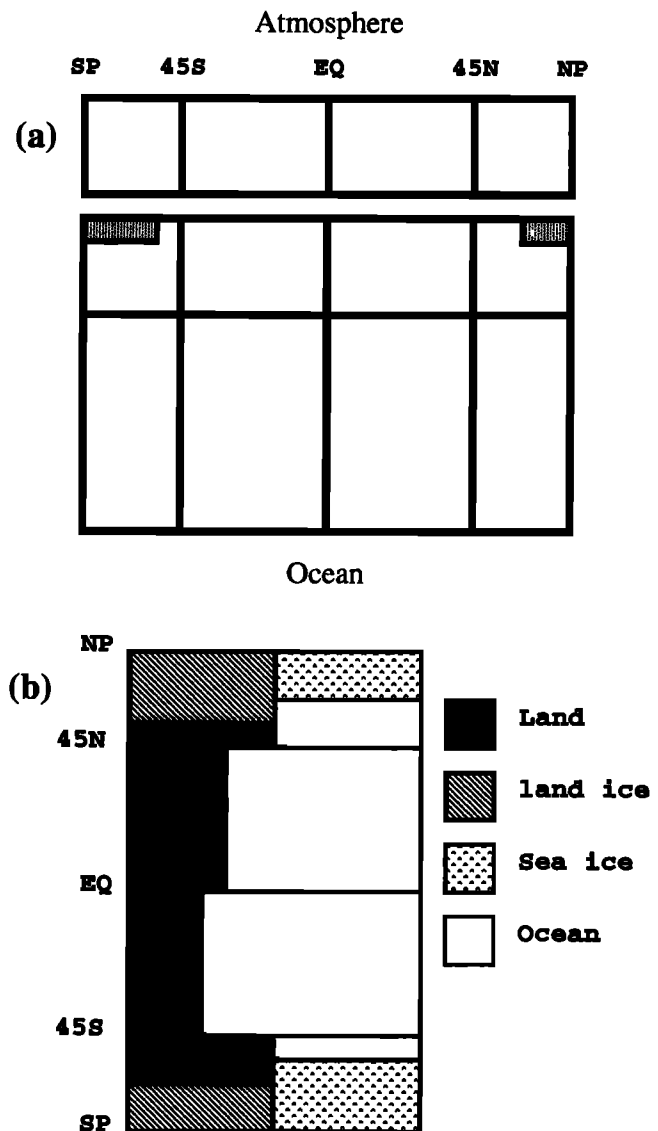 Atmosphere
SP 45S EQ 45N NP
(a)
Ocean
(b)
NP
45N
EQ
45S
SP
Land
land ice
Sea ice
Ocean